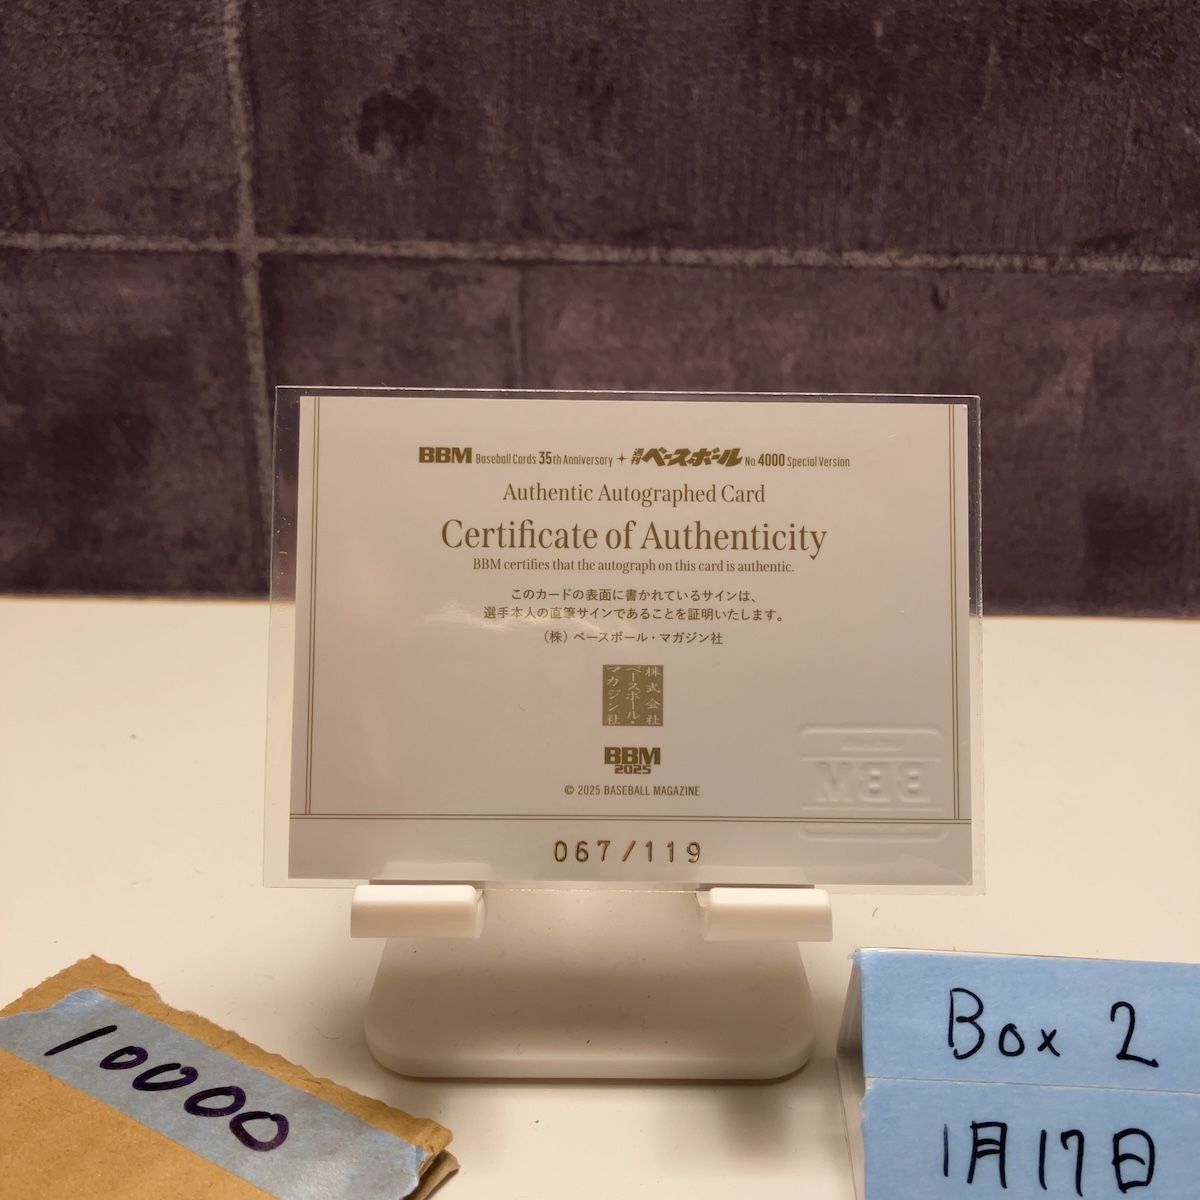 BBM Baseball Cards 35th Anniversary + 週刊ベースボール No.4000 Special Version
Authentic Autographed Card
Certificate of Authenticity
BBM certifies that the autograph on this card is authentic.
このカードの表面に書かれているサインは、
選手本人の直筆サインであることを証明いたします。
(株) ベースボール・マガジン社
株式会社
ベースボール・
マガジン社
BBM
2025
© 2025 BASEBALL MAGAZINE
BBM
067/119
10000
Box 2
1月17日